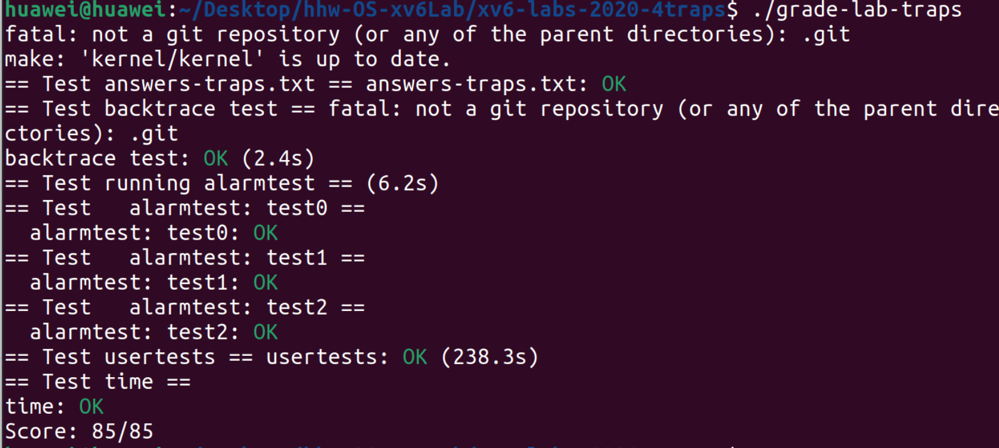 huawei@huawei:~/Desktop/hhw-OS-xv6Lab/xv6-labs-2020-4traps$ ./grade-lab-traps
fatal: not a git repository (or any of the parent directories): .git
make: 'kernel/kernel' is up to date.
== Test answers-traps.txt == answers-traps.txt: OK
== Test backtrace test == fatal: not a git repository (or any of the parent dire
ctories): .git
backtrace test: OK (2.4s)
== Test running alarmtest == (6.2s)
== Test   alarmtest: test0 ==
  alarmtest: test0: OK
== Test   alarmtest: test1 ==
  alarmtest: test1: OK
== Test   alarmtest: test2 ==
  alarmtest: test2: OK
== Test usertests == usertests: OK (238.3s)
== Test time ==
time: OK
Score: 85/85